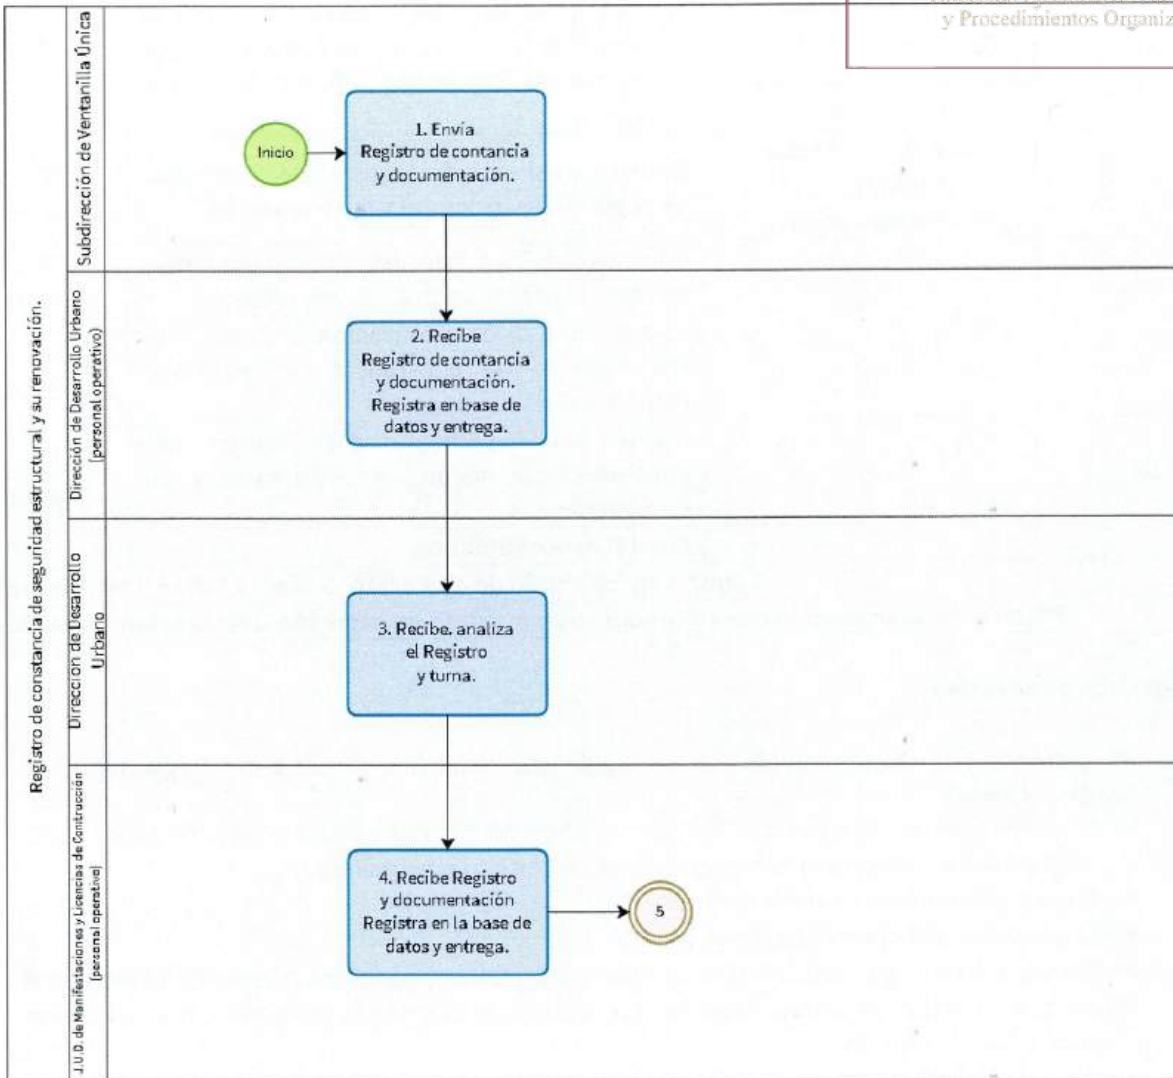 y Procedimientos Organiz
Registro de constancia de seguridad estructural y su renovación.
Subdirección de Ventanilla Única
Inicio
1. Envía
Registro de contancia
y documentación.
Dirección de Desarrollo Urbano
(personal operativo)
2. Recibe
Registro de contancia
y documentación.
Registra en base de
datos y entrega.
Dirección de Desarrollo
Urbano
3. Recibe. analiza
el Registro
y turna.
J.U.D. de Manifestaciones y Licencias de Construcción
(personal operativo)
4. Recibe Registro
y documentación
Registra en la base de
datos y entrega.
5